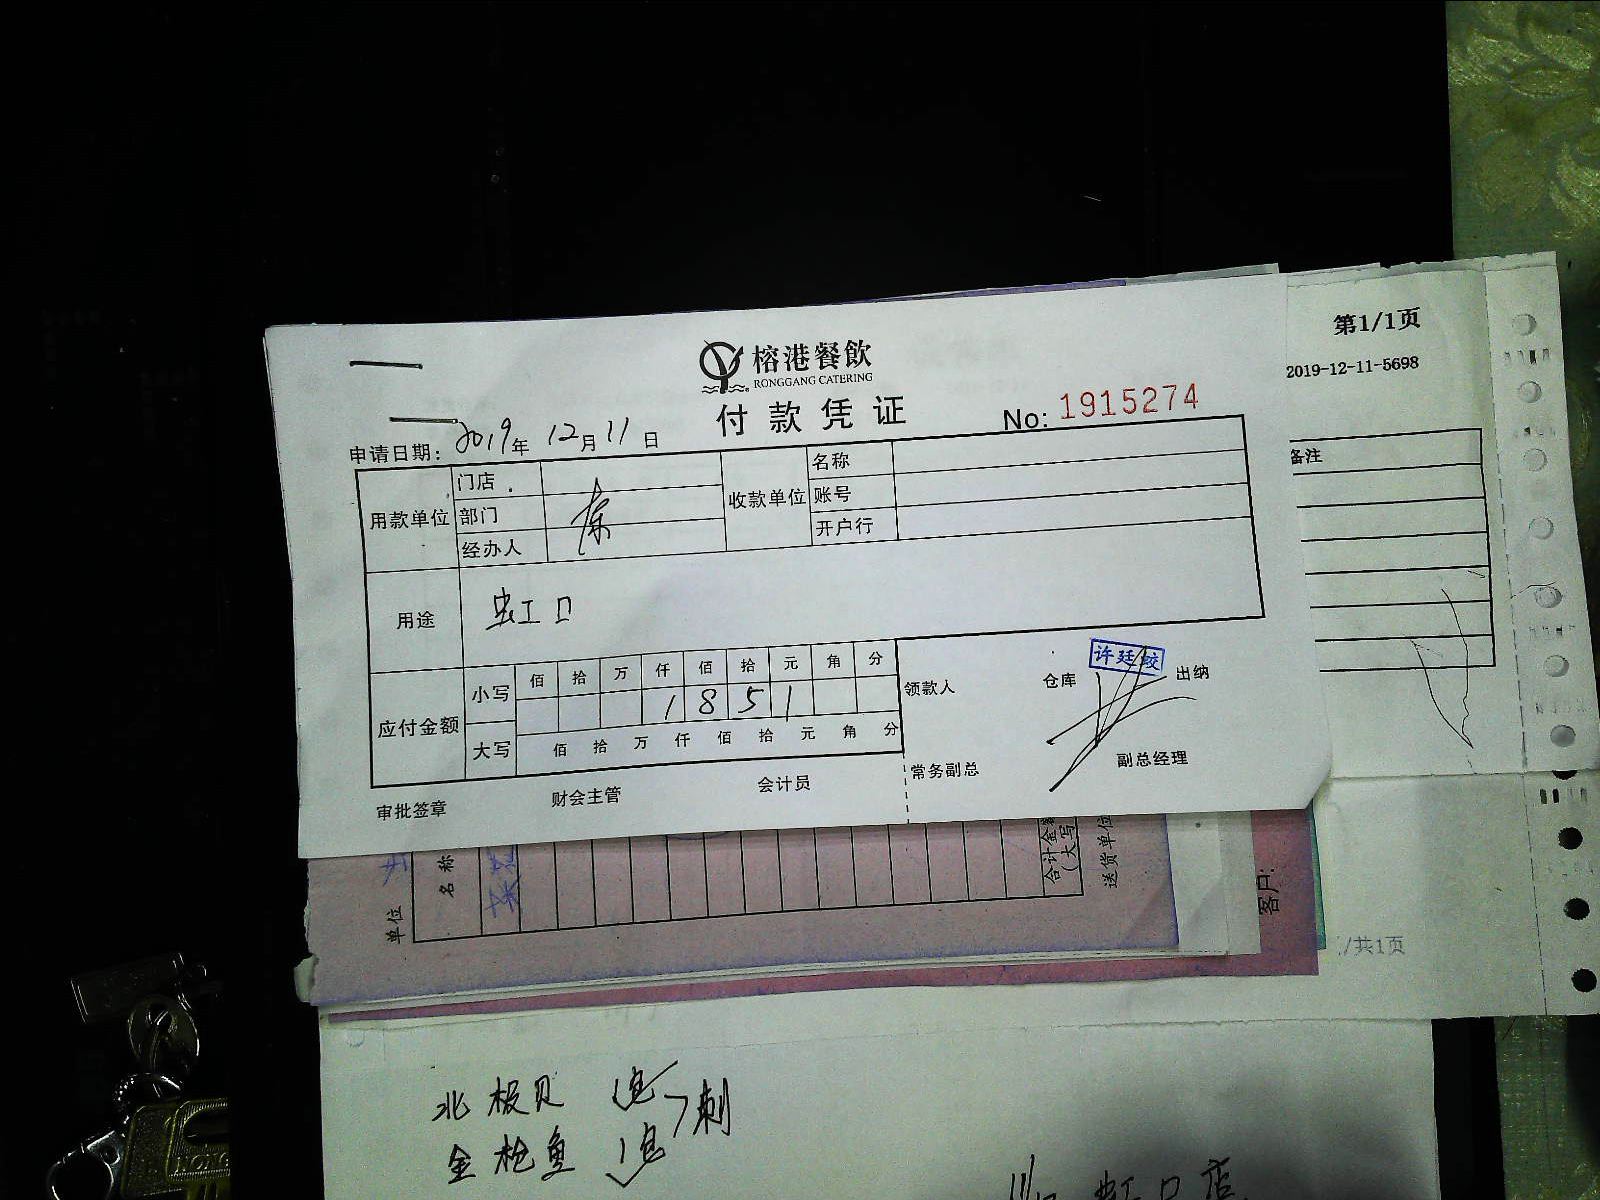 榕港餐飲
RONGGANG CATERING
付款凭证
No: 1915274
申请日期: 2019年 12月 11日
用款单位
门店
部门
经办人
收款单位
名称
账号
开户行
用途
虹口
应付金额
小写
佰 拾 万 仟 佰 拾 元 角 分
1 8 5 1
大写
佰 拾 万 仟 佰 拾 元 角 分
领款人
仓库
许廷蛟
出纳
常务副总
副总经理
审批签章
财会主管
会计员
第1/1页
2019-12-11-5698
备注
单位
名称
合计金额
(大写
送货单位
客户:
/共1页
北极贝
金枪鱼
刺
虹口店